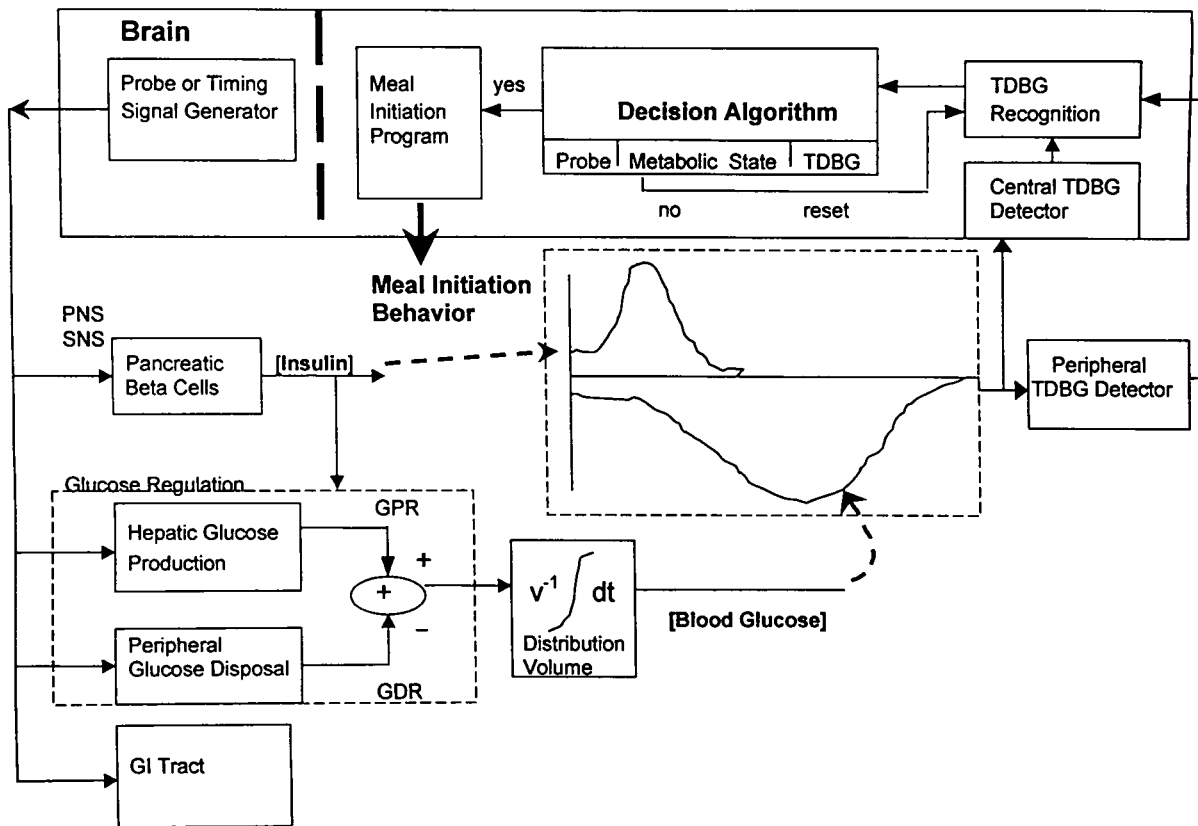 Brain
Probe or Timing
Signal Generator
Meal
Initiation
Program
yes
Decision Algorithm
Probe
Metabolic State
TDBG
no
reset
TDBG
Recognition
Central TDBG
Detector
Meal Initiation
Behavior
PNS
SNS
Pancreatic
Beta Cells
[Insulin]
Peripheral
TDBG Detector
Glucose Regulation
Hepatic Glucose
Production
GPR
+
+
−
Peripheral
Glucose Disposal
GDR
v⁻¹ ∫ dt
Distribution
Volume
[Blood Glucose]
GI Tract